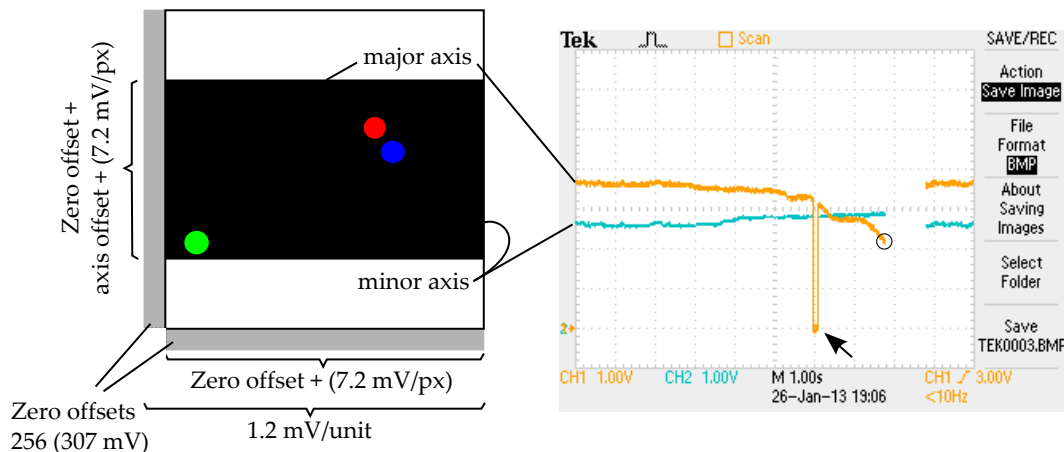 Zero offset +
axis offset + (7.2 mV/px)
major axis
minor axis
Zero offset + (7.2 mV/px)
Zero offsets
256 (307 mV)
1.2 mV/unit
Tek
Scan
SAVE/REC
Action
Save Image
File
Format
BMP
About
Saving
Images
Select
Folder
Save
TEK0003.BMP
2
CH1 1.00V
CH2 1.00V
M 1.00s
CH1 3.00V
26-Jan-13 19:06
<10Hz